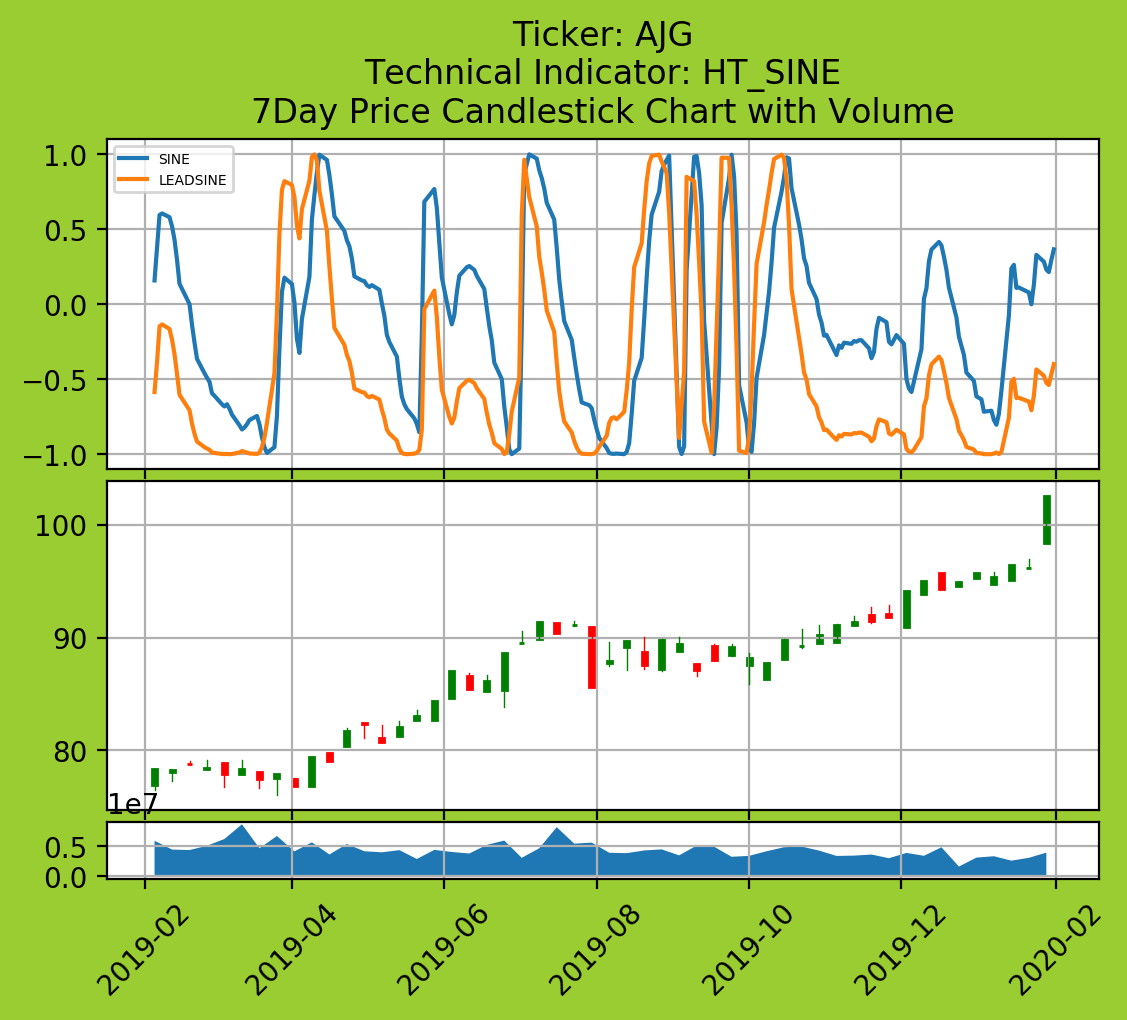 Ticker: AJG
Technical Indicator: HT_SINE
7Day Price Candlestick Chart with Volume
SINE
LEADSINE
1.0
0.5
0.0
−0.5
−1.0
100
90
80
1e7
0.5
0.0
2019-02
2019-04
2019-06
2019-08
2019-10
2019-12
2020-02